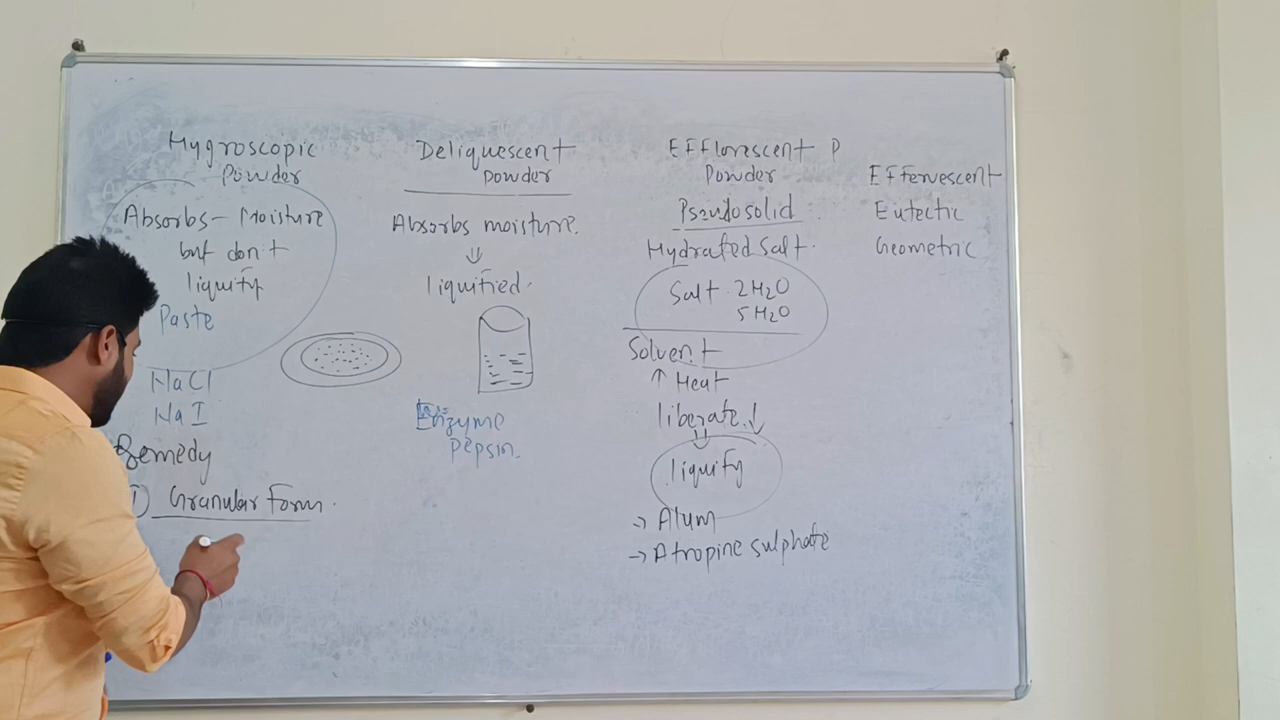 Hygroscopic
Powder
Absorbs - Moisture
but don't
liquify
Paste
NaCl
NaI
Remedy
1) Granular Form.
Deliquescent
Powder
Absorbs moisture.
⇓
liquified.
Enzyme
pepsin.
EFFlorescent P
Powder
Pseudosolid
Hydrated salt.
Salt. 2H2O
5H2O
Solvent
↑ Heat
liberate. ↓
⇓
liquify
→ Alum
→ Atropine sulphate
EFFervescent
Eutectic
Geometric